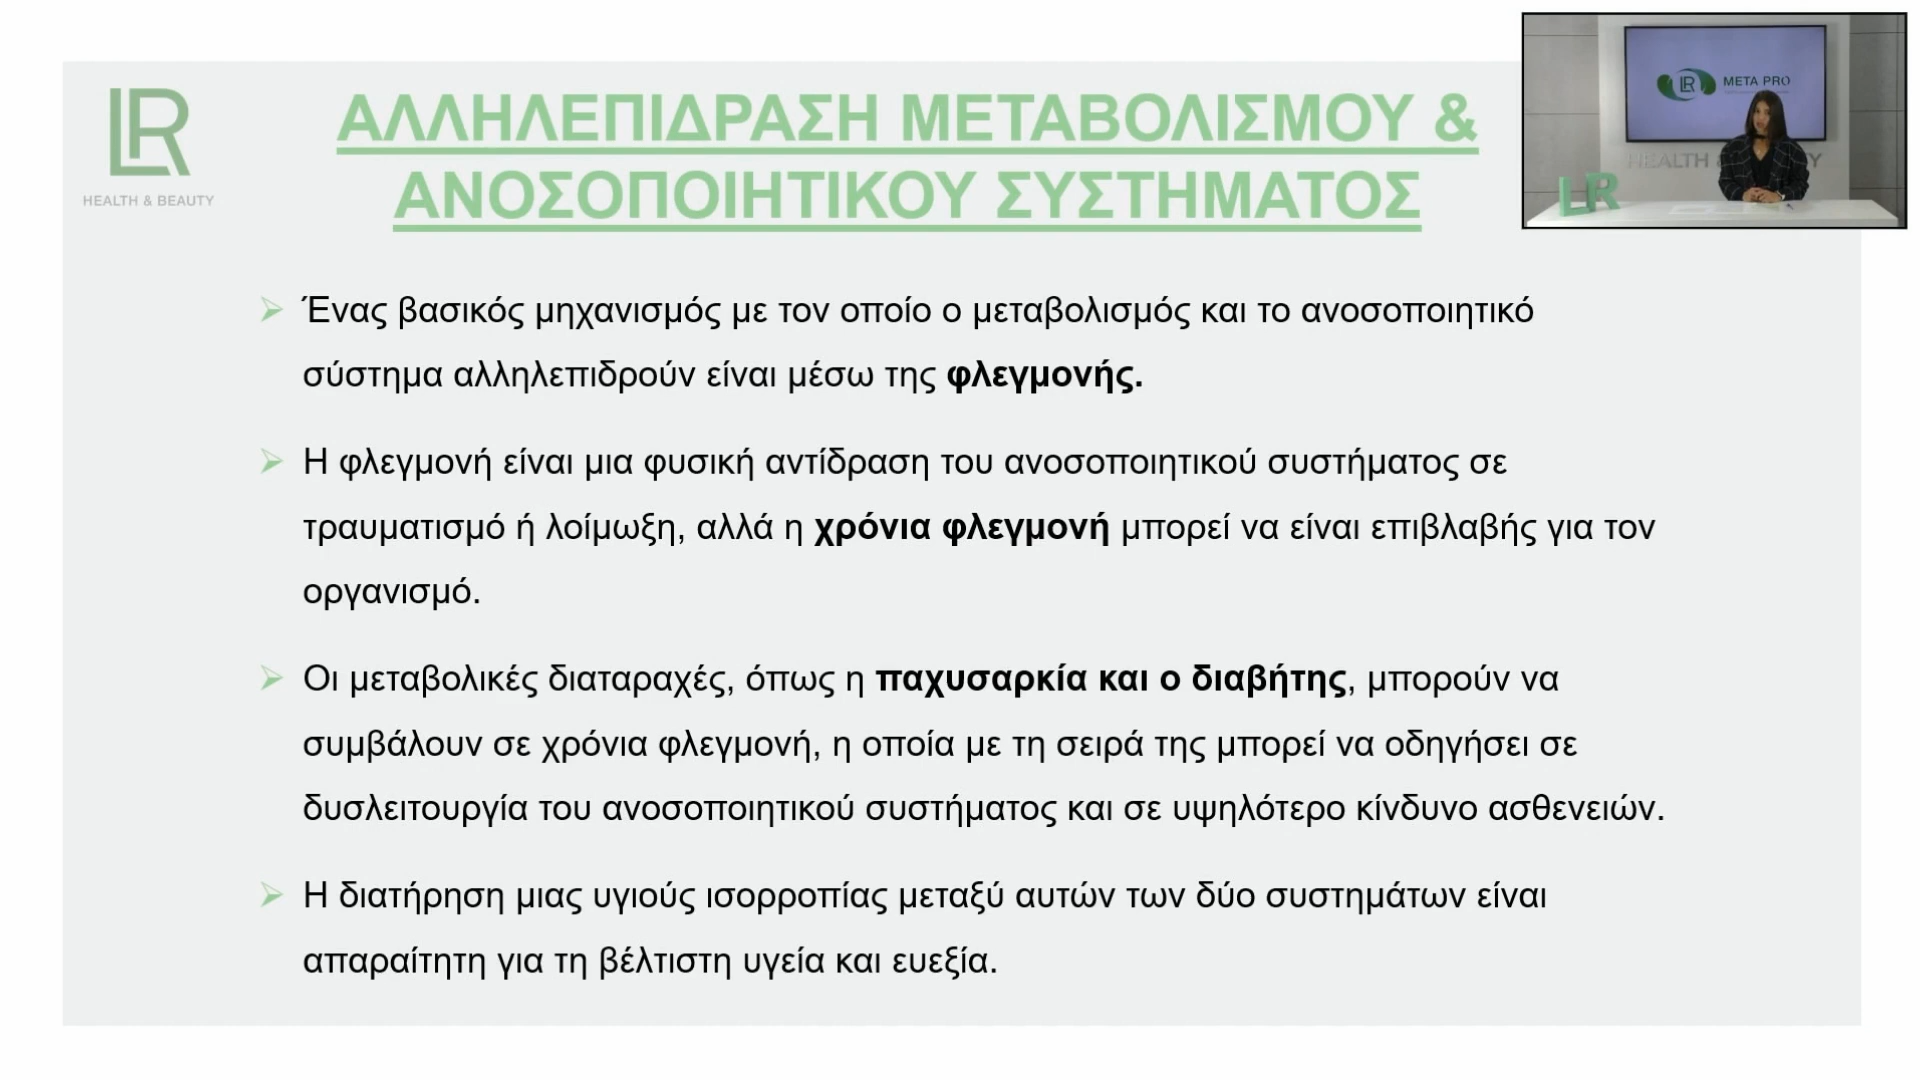 LR
HEALTH & BEAUTY
ΑΛΛΗΛΕΠΙΔΡΑΣΗ ΜΕΤΑΒΟΛΙΣΜΟΥ &
ΑΝΟΣΟΠΟΙΗΤΙΚΟΥ ΣΥΣΤΗΜΑΤΟΣ
LR META PRO
HEALTH &
LR
Ένας βασικός μηχανισμός με τον οποίο ο μεταβολισμός και το ανοσοποιητικό
σύστημα αλληλεπιδρούν είναι μέσω της φλεγμονής.
Η φλεγμονή είναι μια φυσική αντίδραση του ανοσοποιητικού συστήματος σε
τραυματισμό ή λοίμωξη, αλλά η χρόνια φλεγμονή μπορεί να είναι επιβλαβής για τον
οργανισμό.
Οι μεταβολικές διαταραχές, όπως η παχυσαρκία και ο διαβήτης, μπορούν να
συμβάλουν σε χρόνια φλεγμονή, η οποία με τη σειρά της μπορεί να οδηγήσει σε
δυσλειτουργία του ανοσοποιητικού συστήματος και σε υψηλότερο κίνδυνο ασθενειών.
Η διατήρηση μιας υγιούς ισορροπίας μεταξύ αυτών των δύο συστημάτων είναι
απαραίτητη για τη βέλτιστη υγεία και ευεξία.